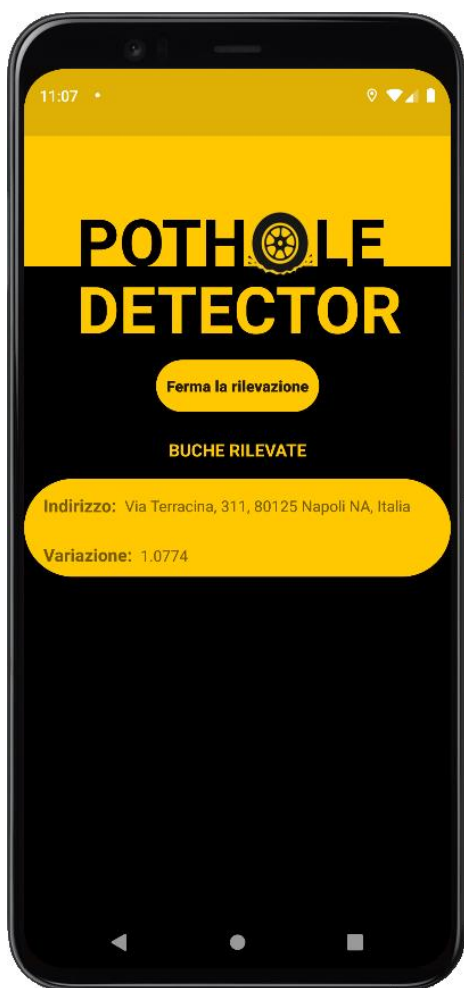 11:07
POTHOLE
DETECTOR
Ferma la rilevazione
BUCHE RILEVATE
Indirizzo: Via Terracina, 311, 80125 Napoli NA, Italia
Variazione: 1.0774